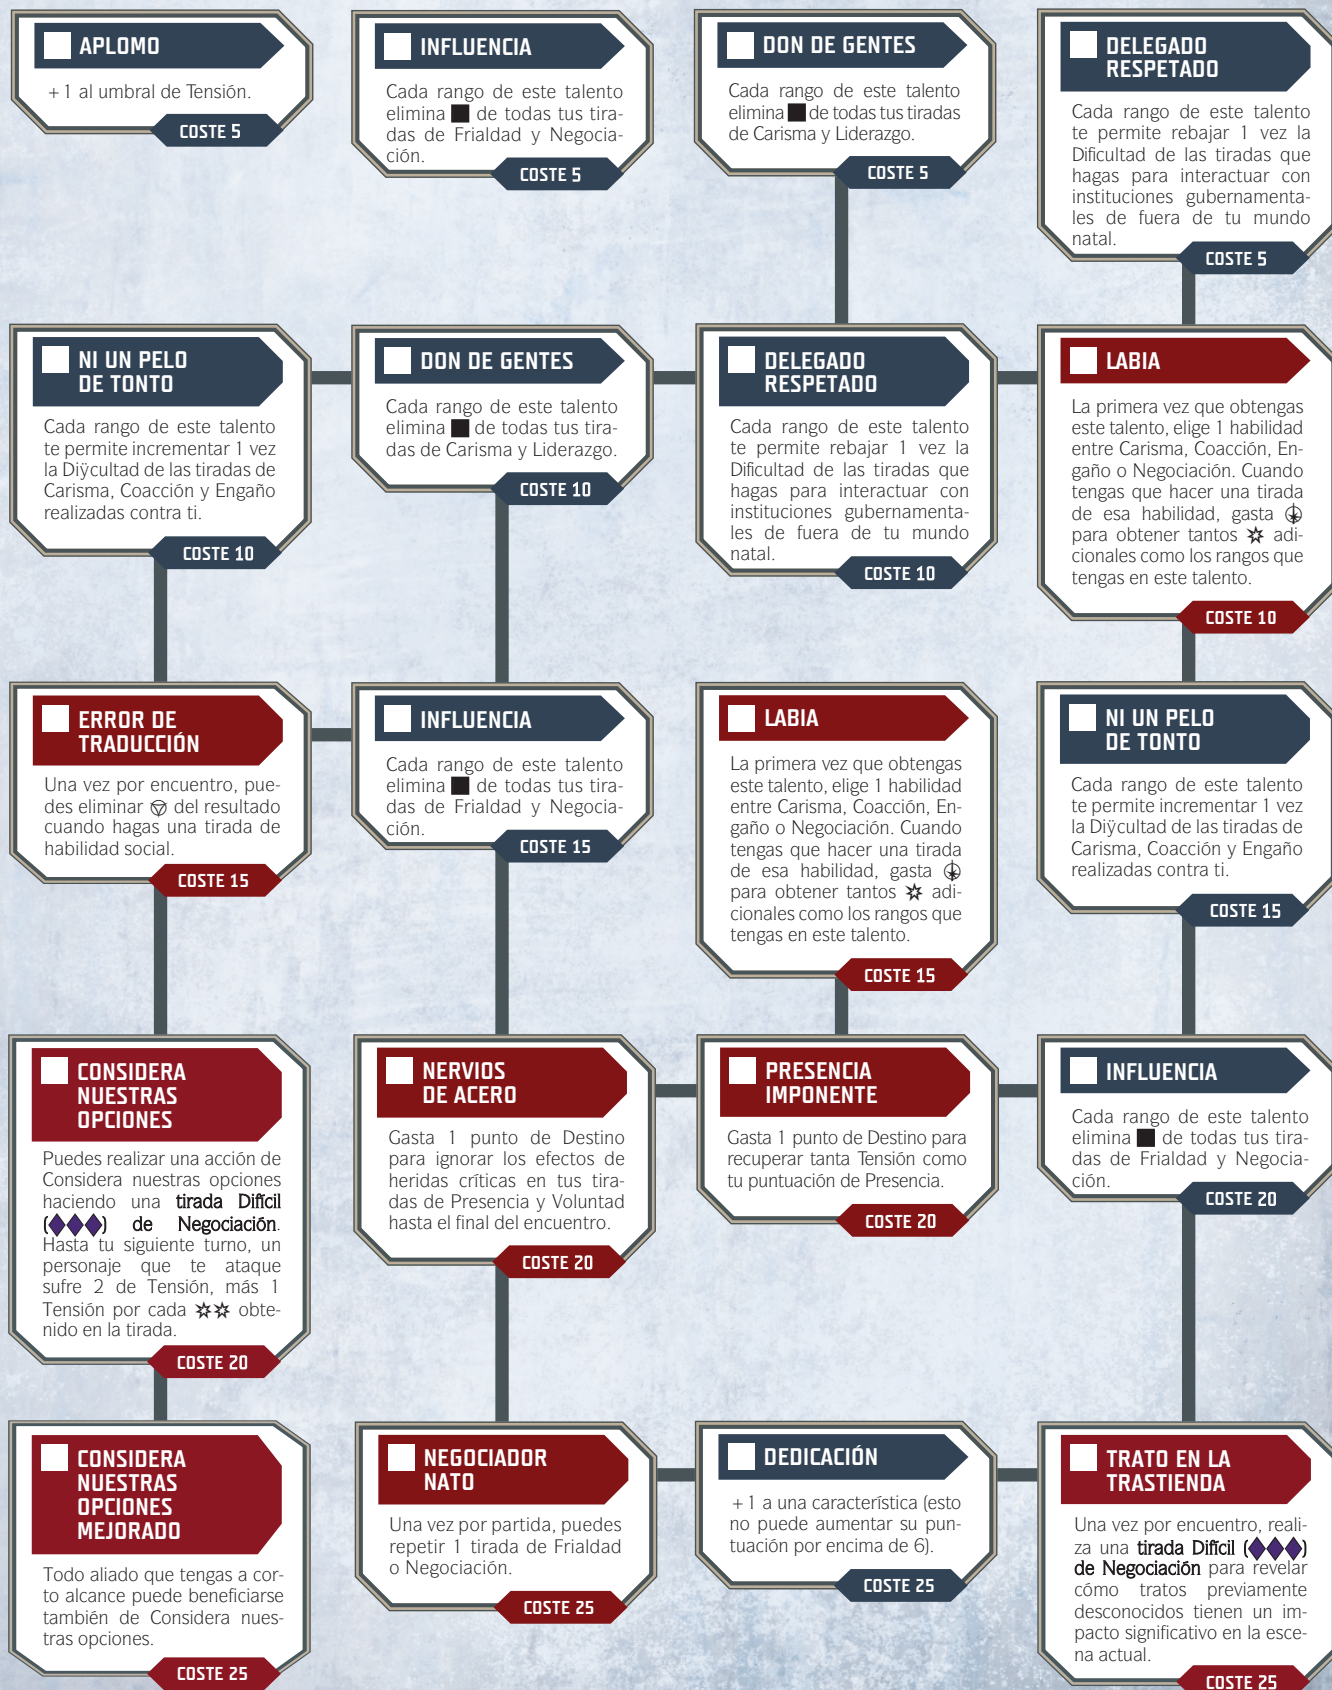 APLOMO
+1 al umbral de Tensión.
COSTE 5
INFLUENCIA
Cada rango de este talento
elimina de todas tus tira-
das de Frialdad y Negocia-
ción.
COSTE 5
DON DE GENTES
Cada rango de este talento
elimina de todas tus tiradas
de Carisma y Liderazgo.
COSTE 5
DELEGADO
RESPETADO
Cada rango de este talento
te permite rebajar 1 vez la
Dificultad de las tiradas que
hagas para interactuar con
instituciones gubernamenta-
les de fuera de tu mundo
natal.
COSTE 5
NI UN PELO
DE TONTO
Cada rango de este talento
te permite incrementar 1 vez
la Diÿcultad de las tiradas de
Carisma, Coacción y Engaño
realizadas contra ti.
COSTE 10
DON DE GENTES
Cada rango de este talento
elimina de todas tus tira-
das de Carisma y Liderazgo.
COSTE 10
DELEGADO
RESPETADO
Cada rango de este talento
te permite rebajar 1 vez la
Dificultad de las tiradas que
hagas para interactuar con
instituciones gubernamenta-
les de fuera de tu mundo
natal.
COSTE 10
LABIA
La primera vez que obtengas
este talento, elige 1 habilidad
entre Carisma, Coacción, En-
gaño o Negociación. Cuando
tengas que hacer una tirada
de esa habilidad, gasta
para obtener tantos adi-
cionales como los rangos que
tengas en este talento.
COSTE 10
ERROR DE
TRADUCCIÓN
Una vez por encuentro, pue-
des eliminar del resultado
cuando hagas una tirada de
habilidad social.
COSTE 15
INFLUENCIA
Cada rango de este talento
elimina de todas tus tira-
das de Frialdad y Negocia-
ción.
COSTE 15
LABIA
La primera vez que obtengas
este talento, elige 1 habilidad
entre Carisma, Coacción, En-
gaño o Negociación. Cuando
tengas que hacer una tirada
de esa habilidad, gasta
para obtener tantos adi-
cionales como los rangos que
tengas en este talento.
COSTE 15
NI UN PELO
DE TONTO
Cada rango de este talento
te permite incrementar 1 vez
la Diÿcultad de las tiradas de
Carisma, Coacción y Engaño
realizadas contra ti.
COSTE 15
CONSIDERA
NUESTRAS
OPCIONES
Puedes realizar una acción de
Considera nuestras opciones
haciendo una tirada Difícil
(◆◆◆) de Negociación.
Hasta tu siguiente turno, un
personaje que te ataque
sufre 2 de Tensión, más 1
Tensión por cada obte-
nido en la tirada.
COSTE 20
NERVIOS
DE ACERO
Gasta 1 punto de Destino
para ignorar los efectos de
heridas críticas en tus tira-
das de Presencia y Voluntad
hasta el final del encuentro.
COSTE 20
PRESENCIA
IMPONENTE
Gasta 1 punto de Destino para
recuperar tanta Tensión como
tu puntuación de Presencia.
COSTE 20
INFLUENCIA
Cada rango de este talento
elimina de todas tus tira-
das de Frialdad y Negocia-
ción.
COSTE 20
CONSIDERA
NUESTRAS
OPCIONES
MEJORADO
Todo aliado que tengas a cor-
to alcance puede beneficiarse
también de Considera nues-
tras opciones.
COSTE 25
NEGOCIADOR
NATO
Una vez por partida, puedes
repetir 1 tirada de Frialdad
o Negociación.
COSTE 25
DEDICACIÓN
+1 a una característica (esto
no puede aumentar su pun-
tuación por encima de 6).
COSTE 25
TRATO EN LA
TRASTIENDA
Una vez por encuentro, reali-
za una tirada Difícil (◆◆◆)
de Negociación para revelar
cómo tratos previamente
desconocidos tienen un im-
pacto significativo en la esce-
na actual.
COSTE 25